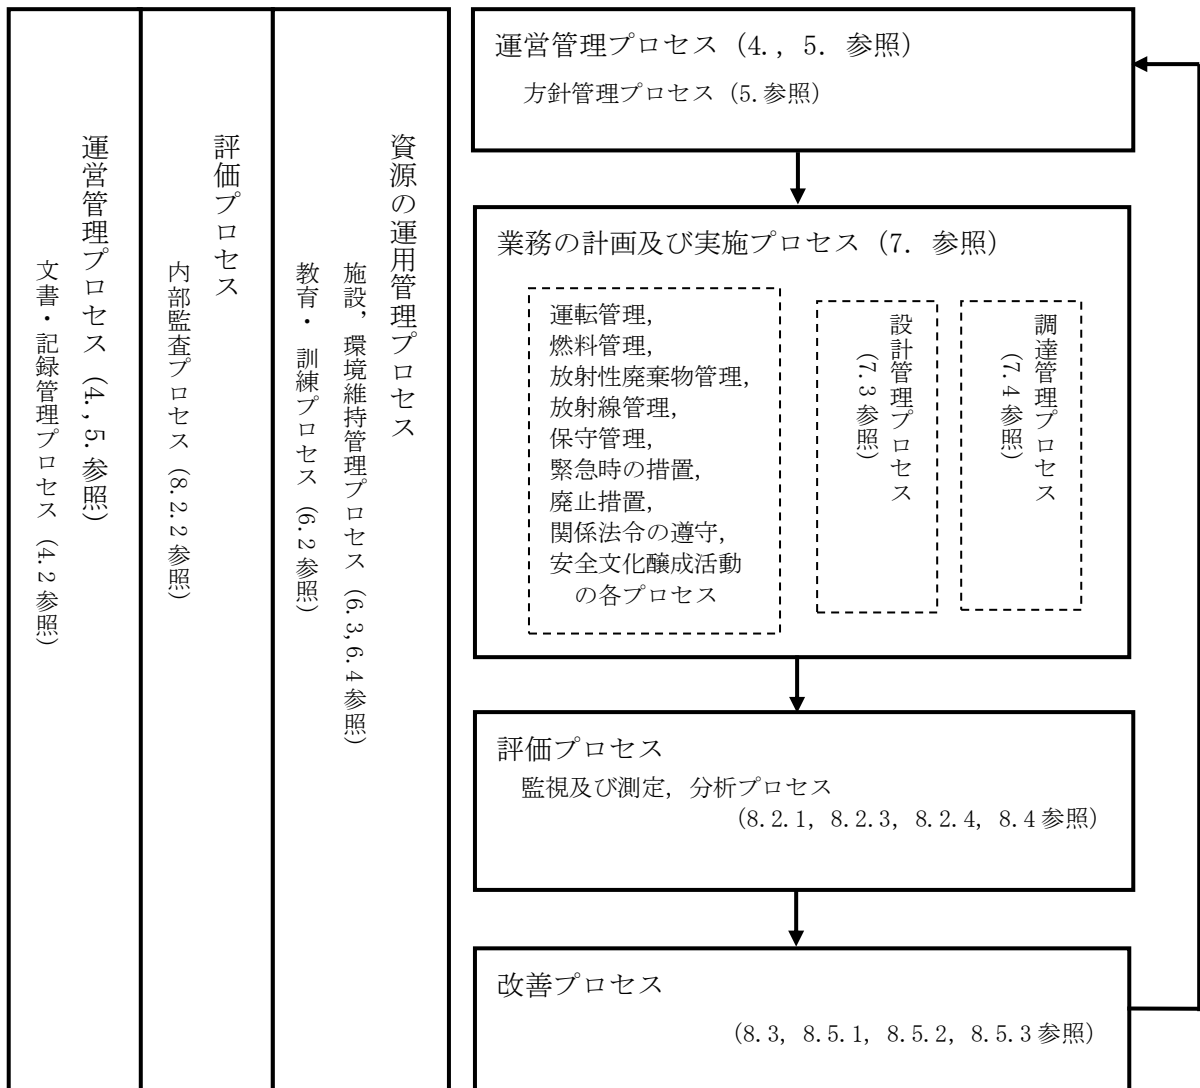 運営管理プロセス（4.，5．参照）
文書・記録管理プロセス（4.2参照）
評価プロセス
内部監査プロセス（8.2.2参照）
資源の運用管理プロセス
施設，環境維持管理プロセス（6.3,6.4参照）
教育・訓練プロセス（6.2参照）
運営管理プロセス（4.，5．参照）
方針管理プロセス（5.参照）
業務の計画及び実施プロセス（7．参照）
運転管理，
燃料管理，
放射性廃棄物管理，
放射線管理，
保守管理，
緊急時の措置，
廃止措置，
関係法令の遵守，
安全文化醸成活動
の各プロセス
設計管理プロセス
（7.3参照）
調達管理プロセス
（7.4参照）
評価プロセス
監視及び測定，分析プロセス
（8.2.1，8.2.3，8.2.4，8.4参照）
改善プロセス
（8.3，8.5.1，8.5.2，8.5.3参照）